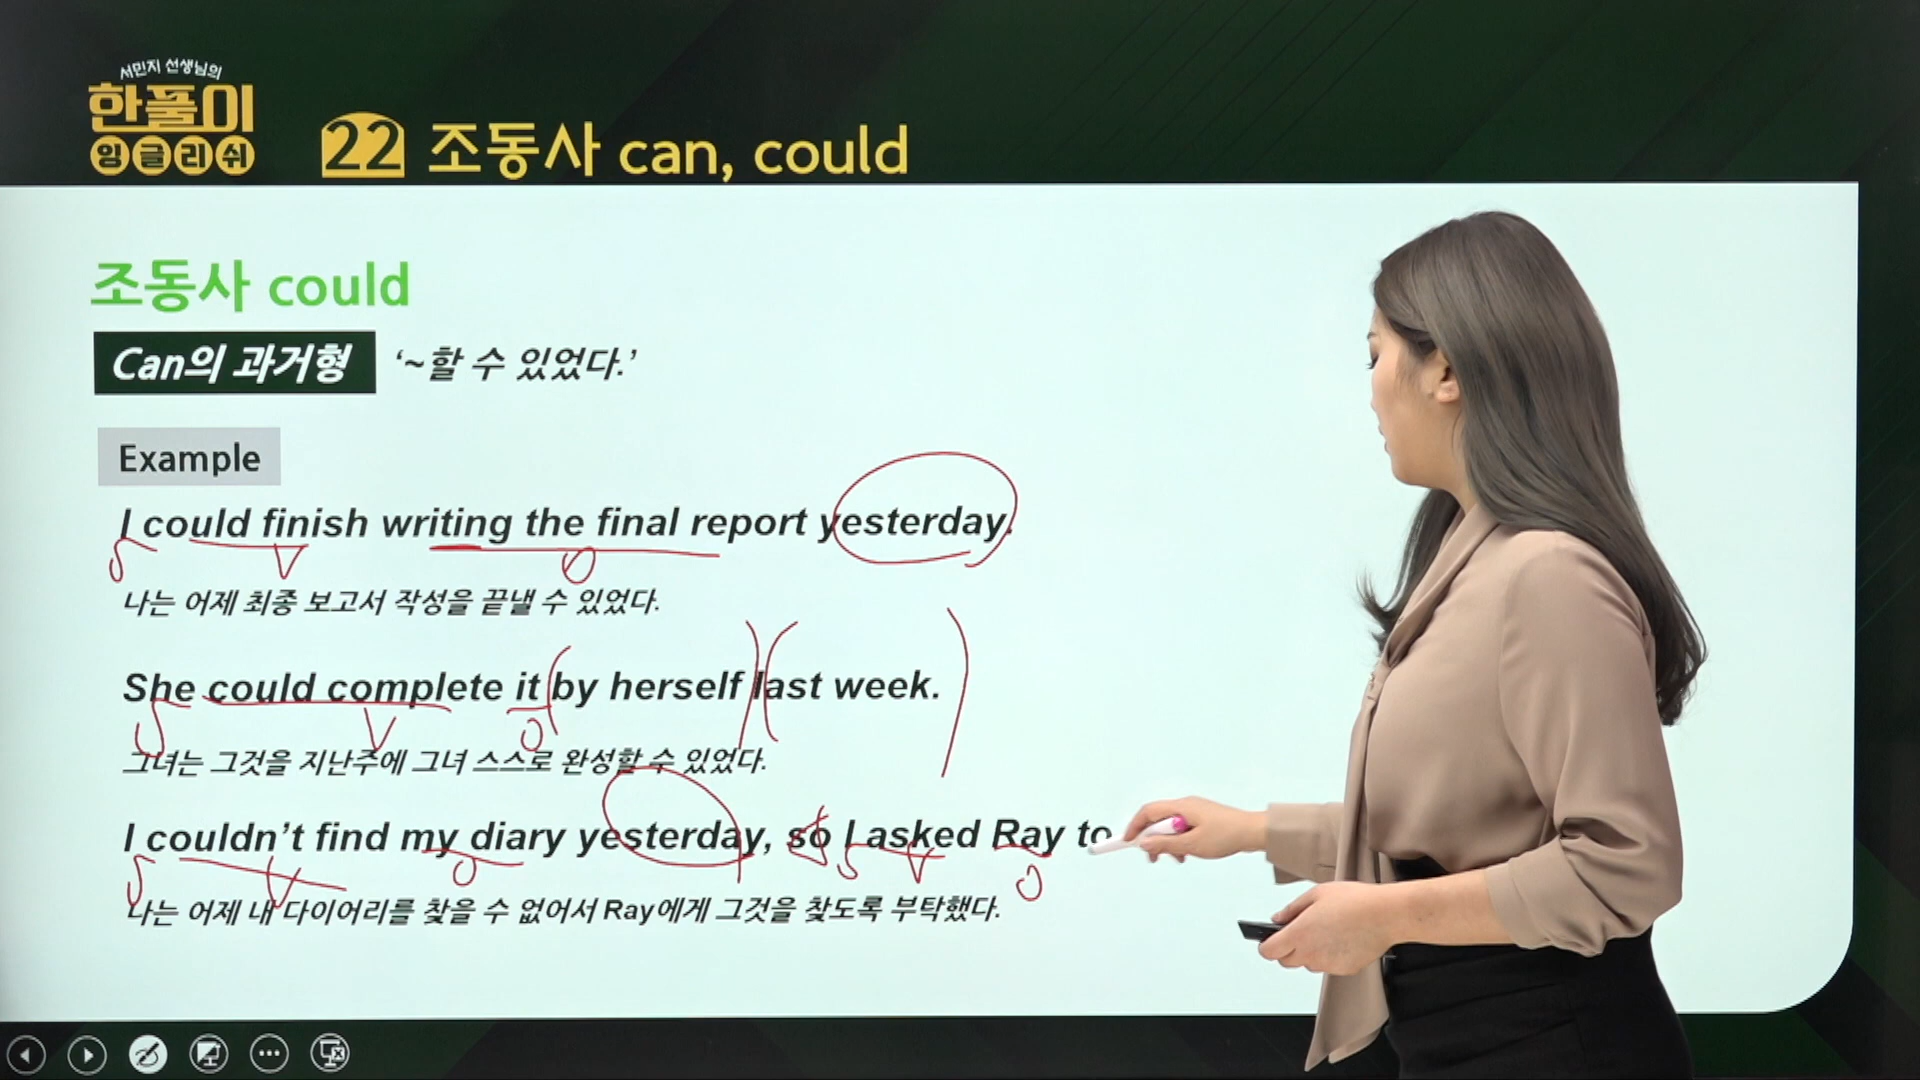 서민지 선생님의
한풀이
잉글리쉬
22 조동사 can, could
조동사 could
Can의 과거형 ‘~할 수 있었다.’
Example
I could finish writing the final report yesterday.
S V O
나는 어제 최종 보고서 작성을 끝낼 수 있었다.
She could complete it by herself last week.
S V O
그녀는 그것을 지난주에 그녀 스스로 완성할 수 있었다.
I couldn’t find my diary yesterday, so I asked Ray to
S V O S V O
나는 어제 내 다이어리를 찾을 수 없어서 Ray에게 그것을 찾도록 부탁했다.